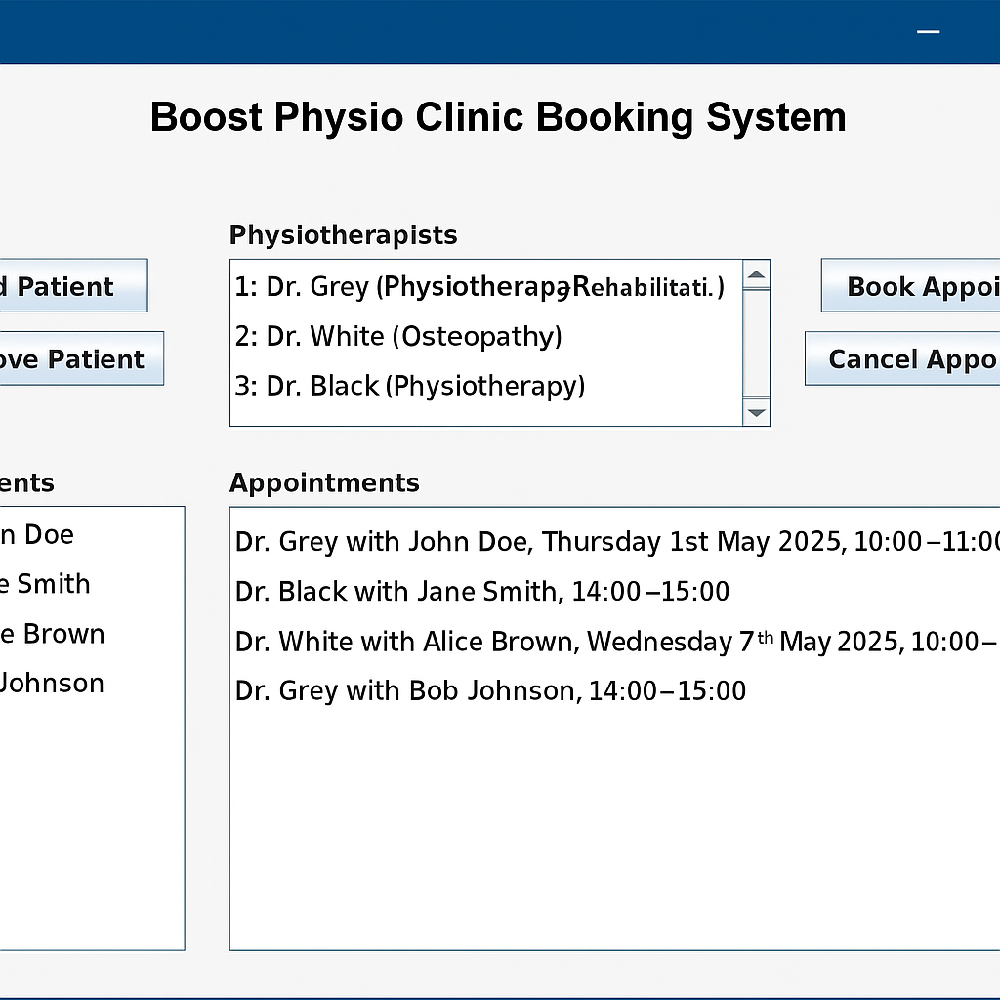 Boost Physio Clinic Booking System
Physiotherapists
d Patient
ove Patient
1: Dr. Grey (Physiotherapy Rehabilitati.)
2: Dr. White (Osteopathy)
3: Dr. Black (Physiotherapy)
Book Appoi
Cancel Appo
ents
n Doe
e Smith
e Brown
Johnson
Appointments
Dr. Grey with John Doe, Thursday 1st May 2025, 10:00–11:00
Dr. Black with Jane Smith, 14:00–15:00
Dr. White with Alice Brown, Wednesday 7th May 2025, 10:00–
Dr. Grey with Bob Johnson, 14:00–15:00